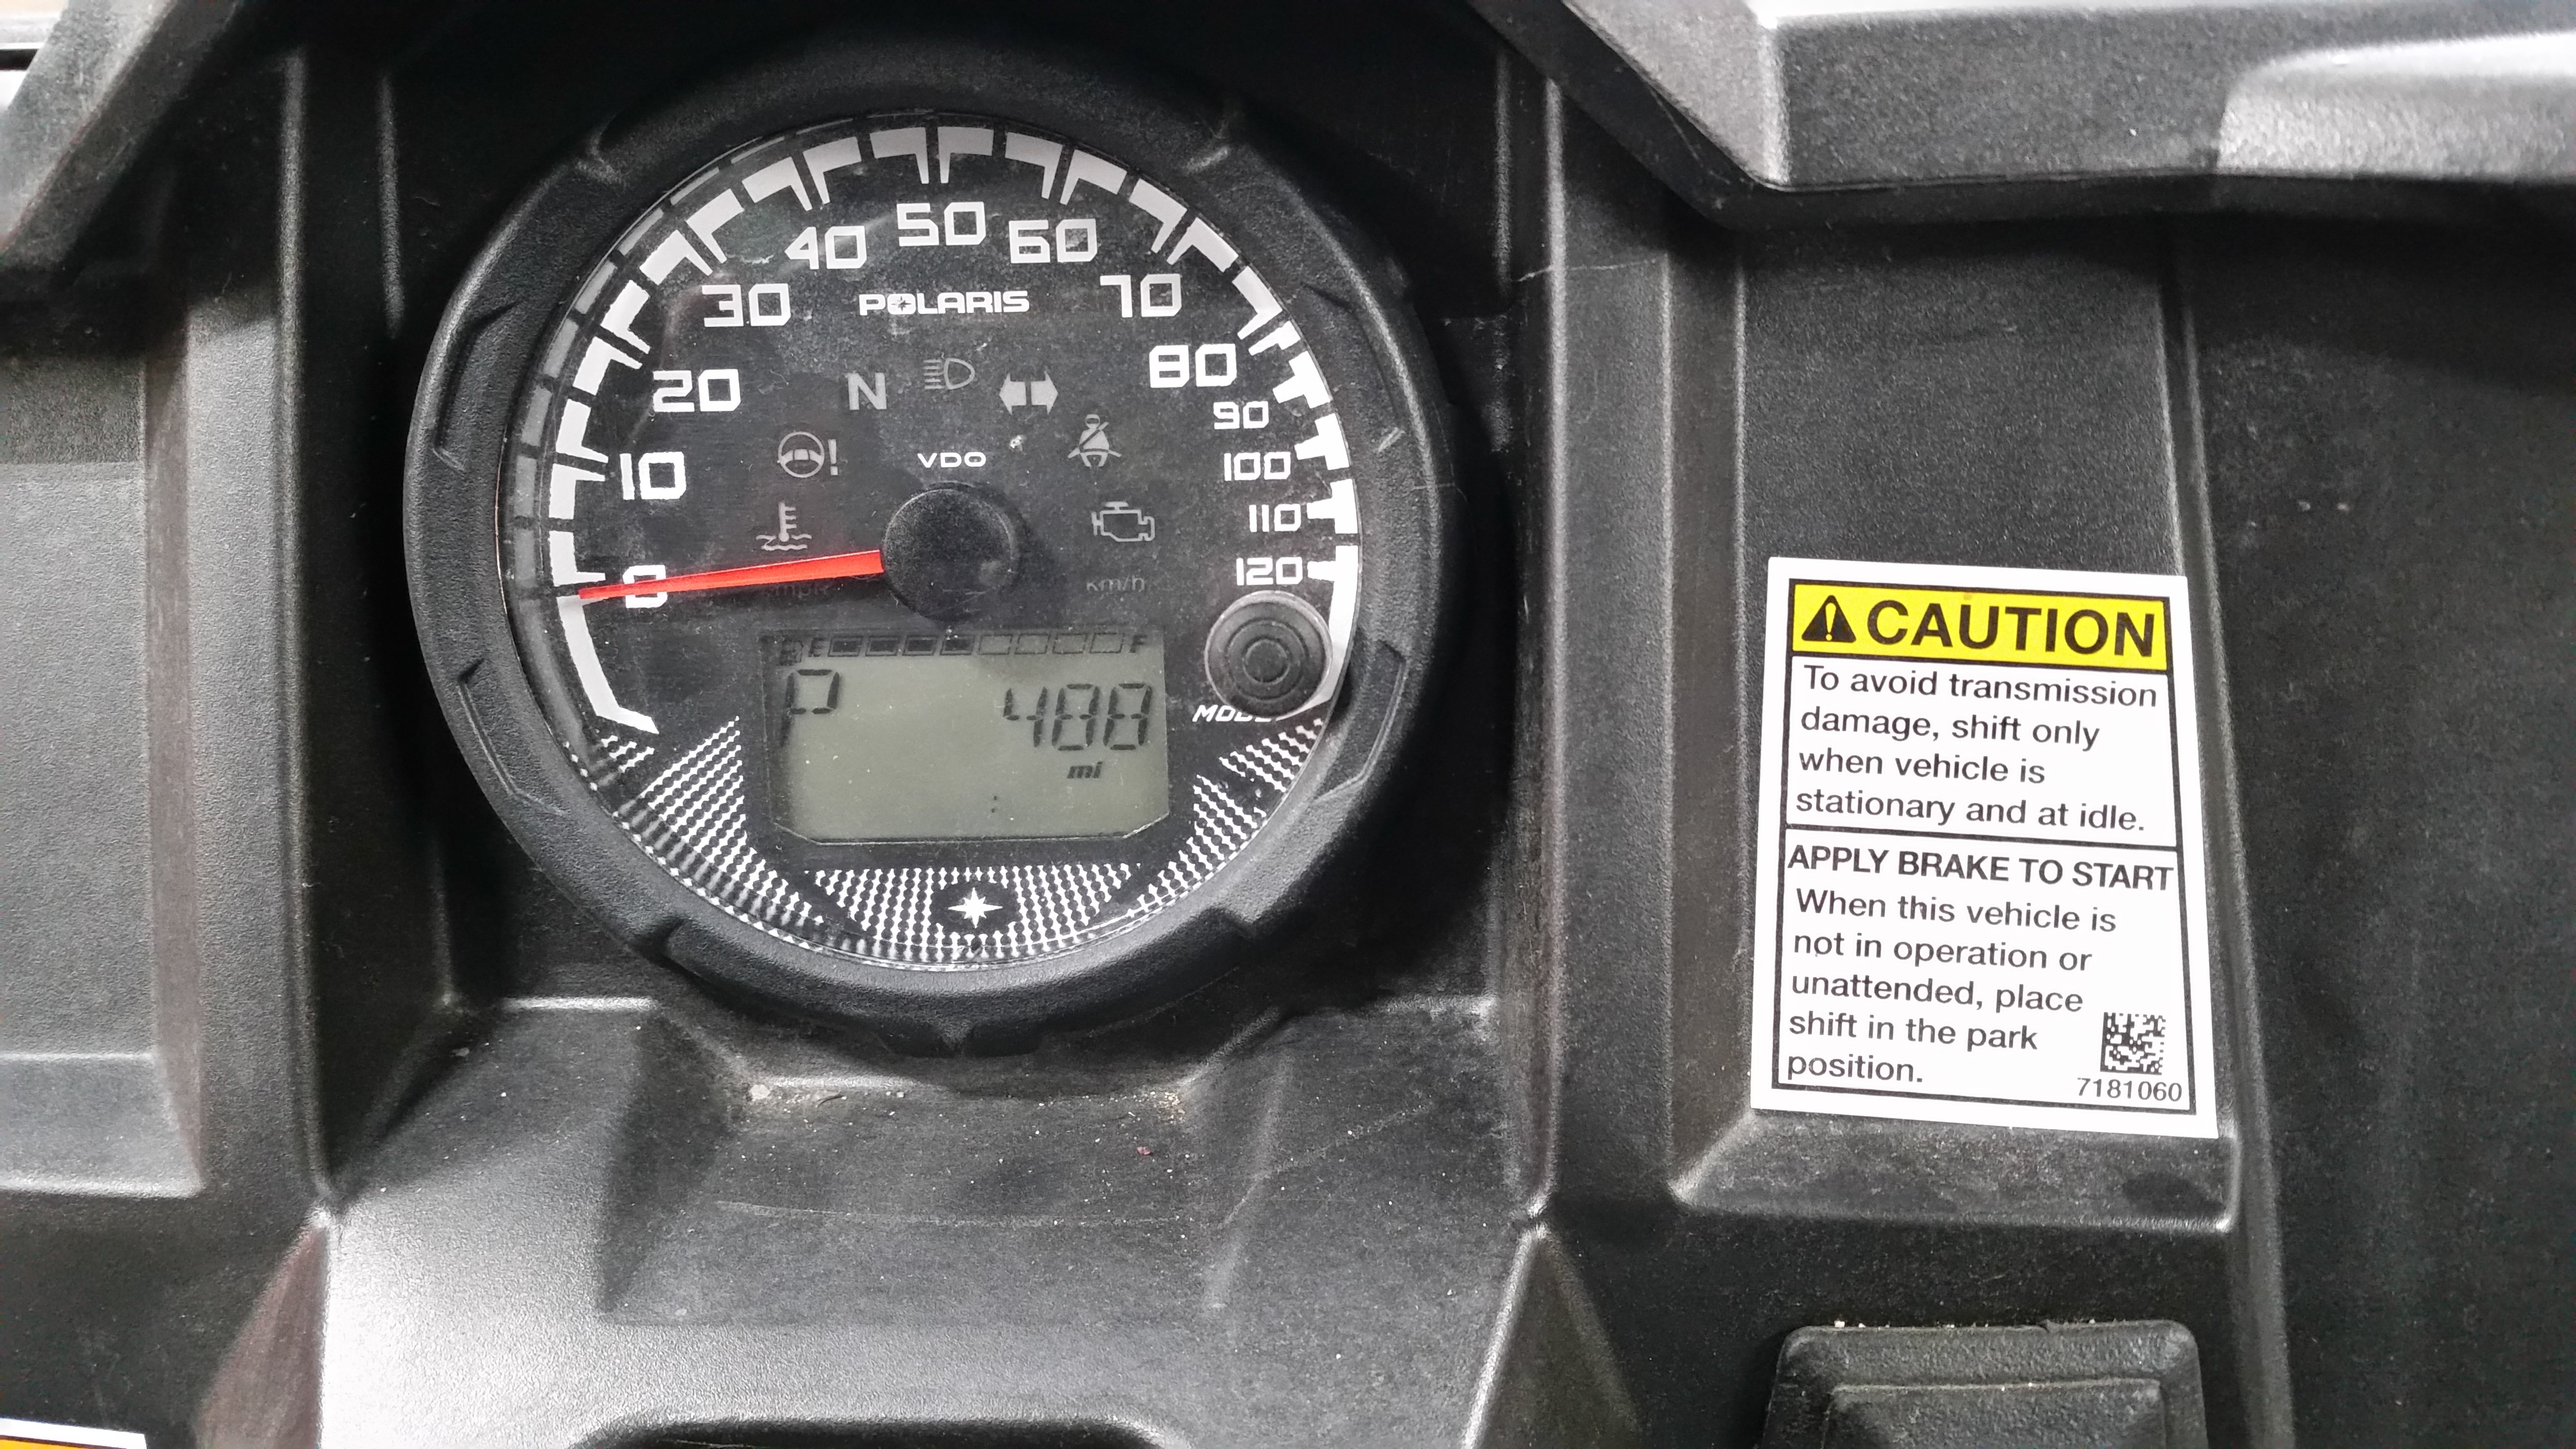 50
40
60
30
POLARIS
70
20
N
80
90
!
VDO
10
100
110
0
mph
km/h
120
E
F
P
488
MODE
mi
CAUTION
To avoid transmission
damage, shift only
when vehicle is
stationary and at idle.
APPLY BRAKE TO START
When this vehicle is
not in operation or
unattended, place
shift in the park
position.
7181060